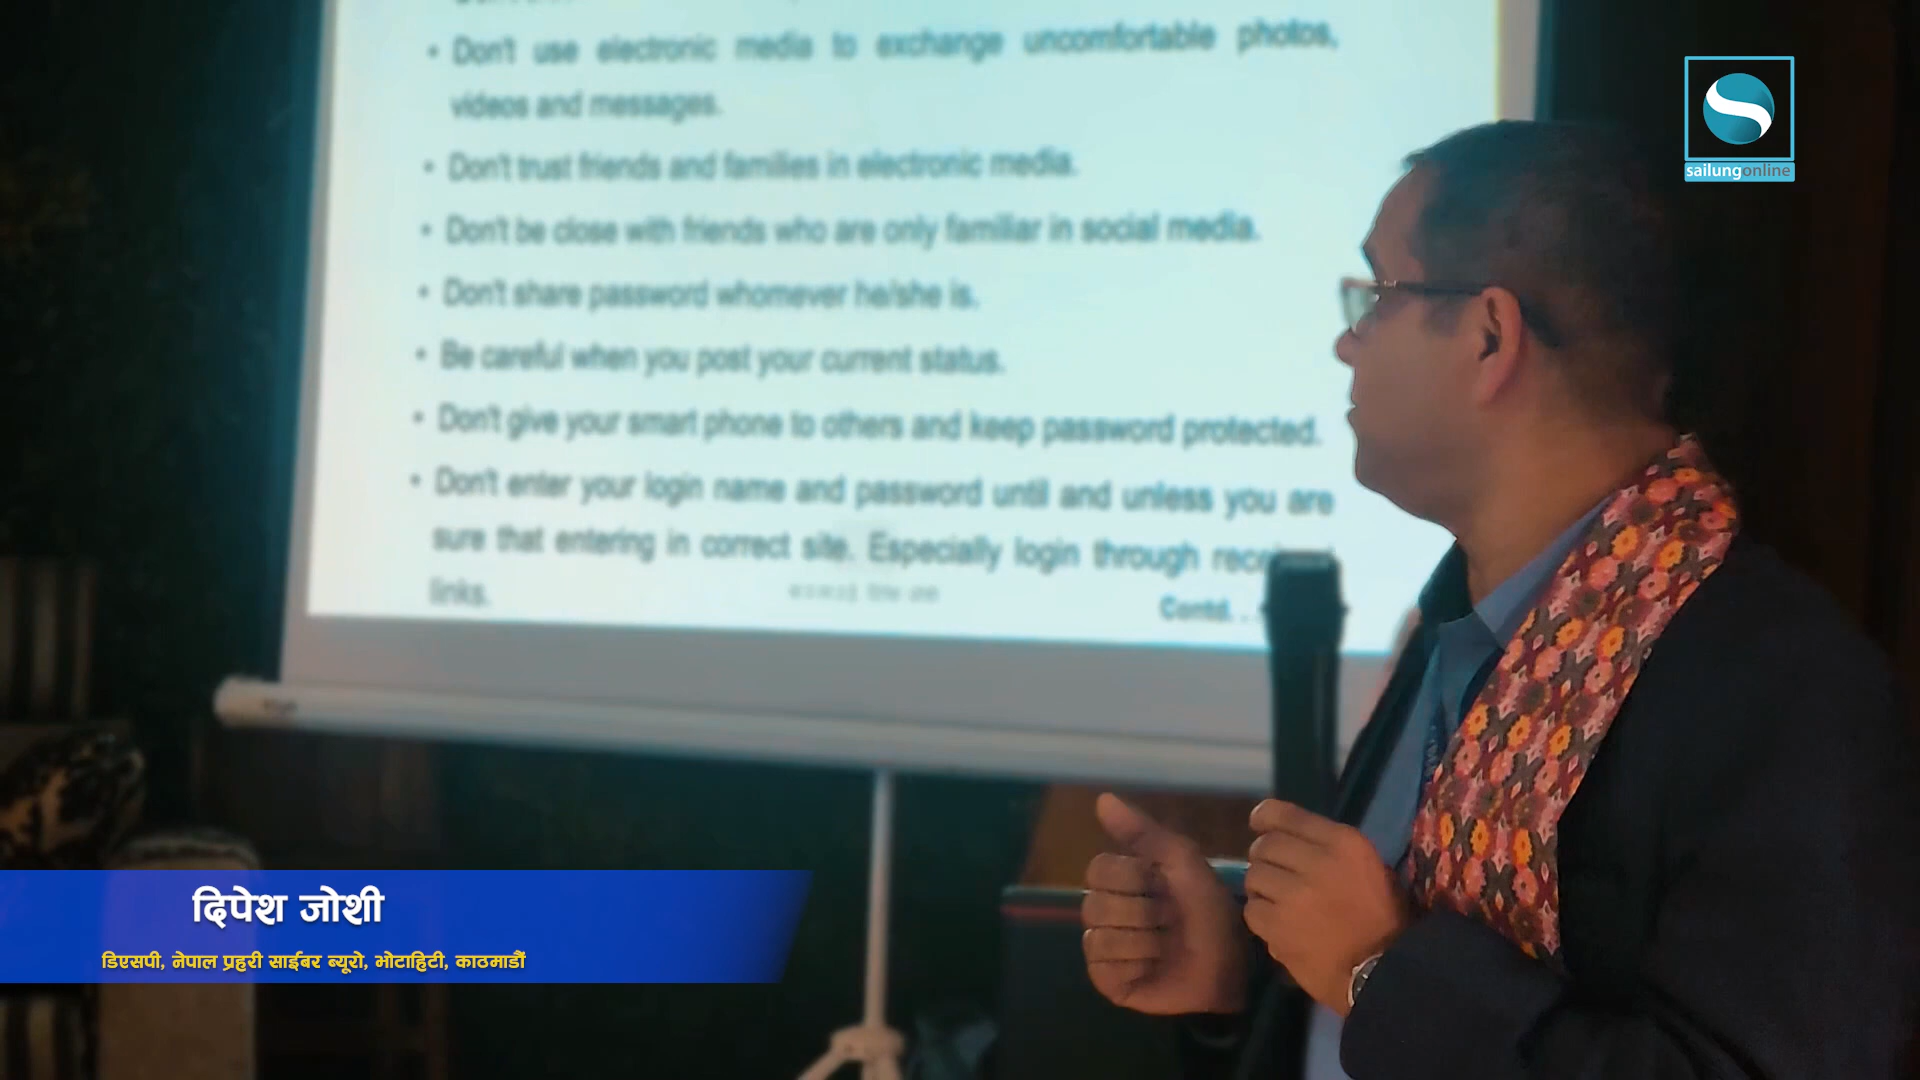 • Don't use electronic media to exchange uncomfortable photos,
videos and messages.
• Don't trust friends and families in electronic media.
• Don't be close with friends who are only familiar in social media.
• Don't share password whomever he/she is.
• Be careful when you post your current status.
• Don't give your smart phone to others and keep password protected.
• Don't enter your login name and password until and unless you are
sure that entering in correct site. Especially login through
links.
Contd. . .
sailungonline
दिपेश जोशी
डिएसपी, नेपाल प्रहरी साईबर ब्यूरो, भोटाहिटी, काठमाडौं